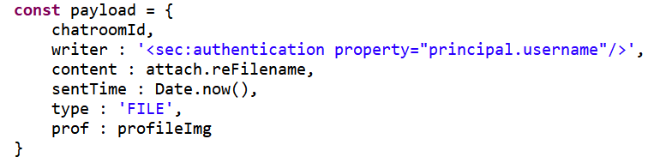 const payload = {
    chatroomId,
    writer : '<sec:authentication property="principal.username"/>',
    content : attach.reFilename,
    sentTime : Date.now(),
    type : 'FILE',
    prof : profileImg
}